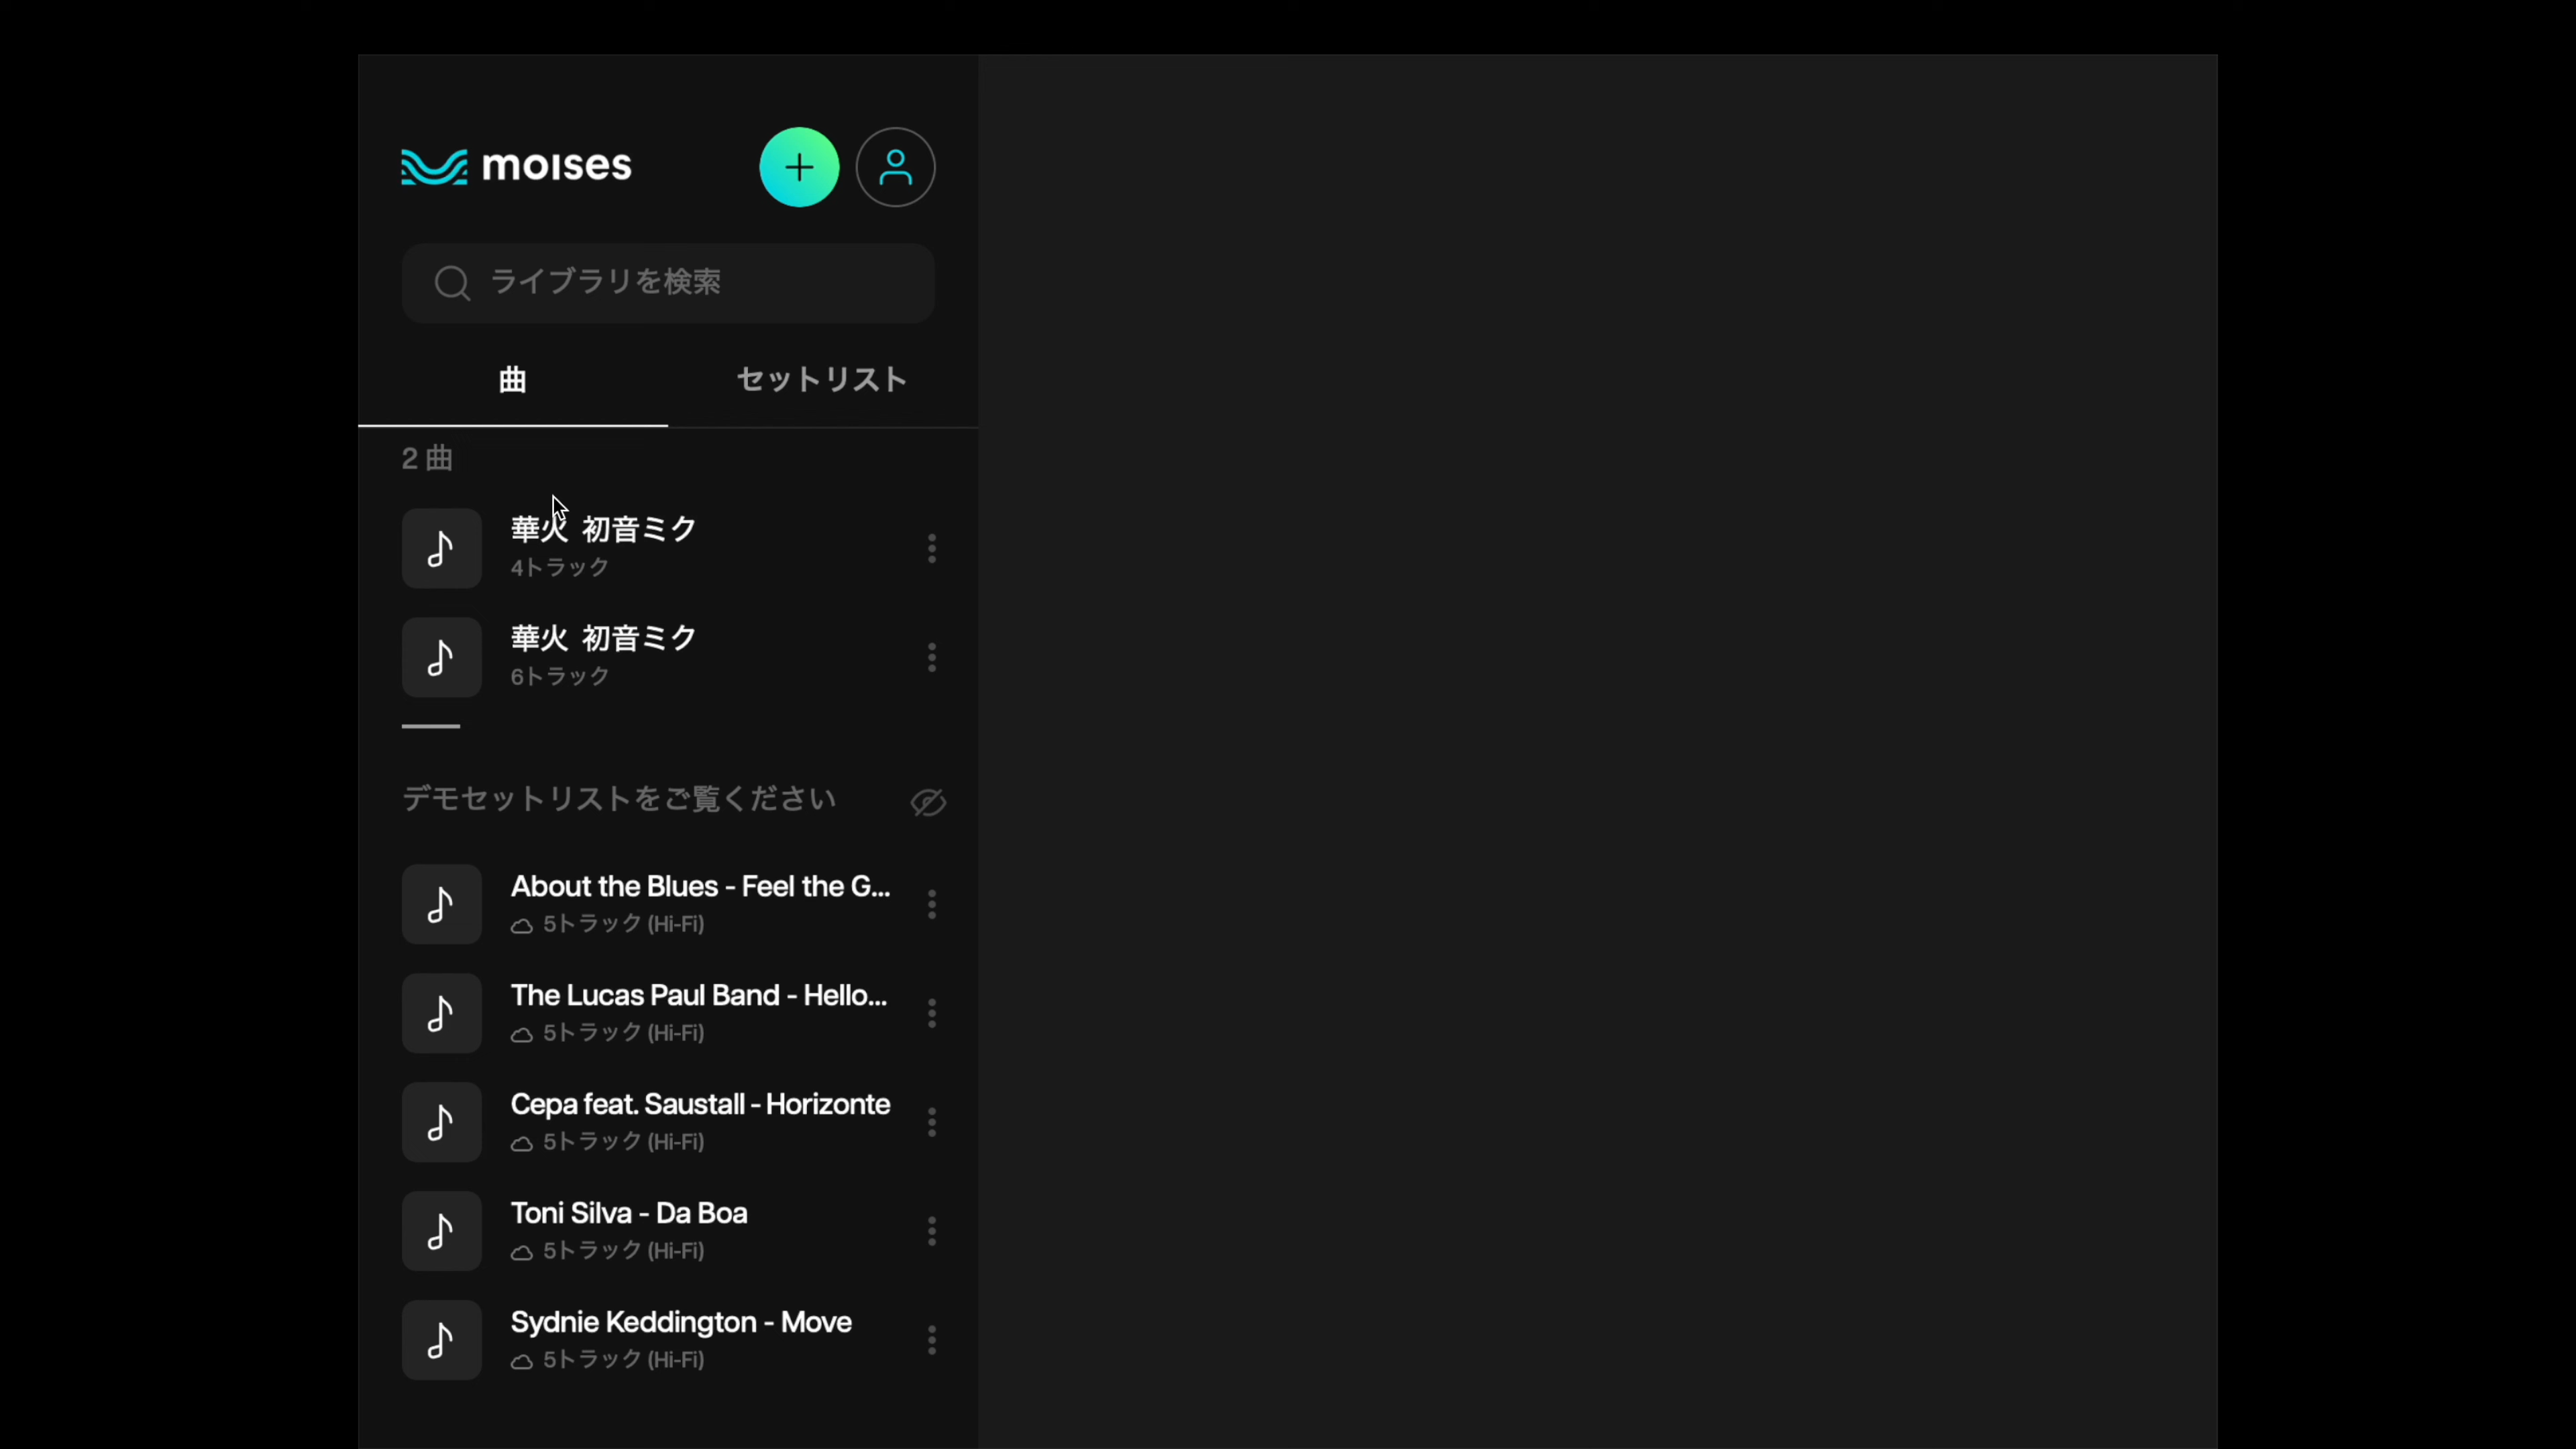 moises
ライブラリを検索
曲
セットリスト
2 曲
華火 初音ミク
4トラック
華火 初音ミク
6トラック
デモセットリストをご覧ください
About the Blues - Feel the G...
5トラック (Hi-Fi)
The Lucas Paul Band - Hello...
5トラック (Hi-Fi)
Cepa feat. Saustall - Horizonte
5トラック (Hi-Fi)
Toni Silva - Da Boa
5トラック (Hi-Fi)
Sydnie Keddington - Move
5トラック (Hi-Fi)